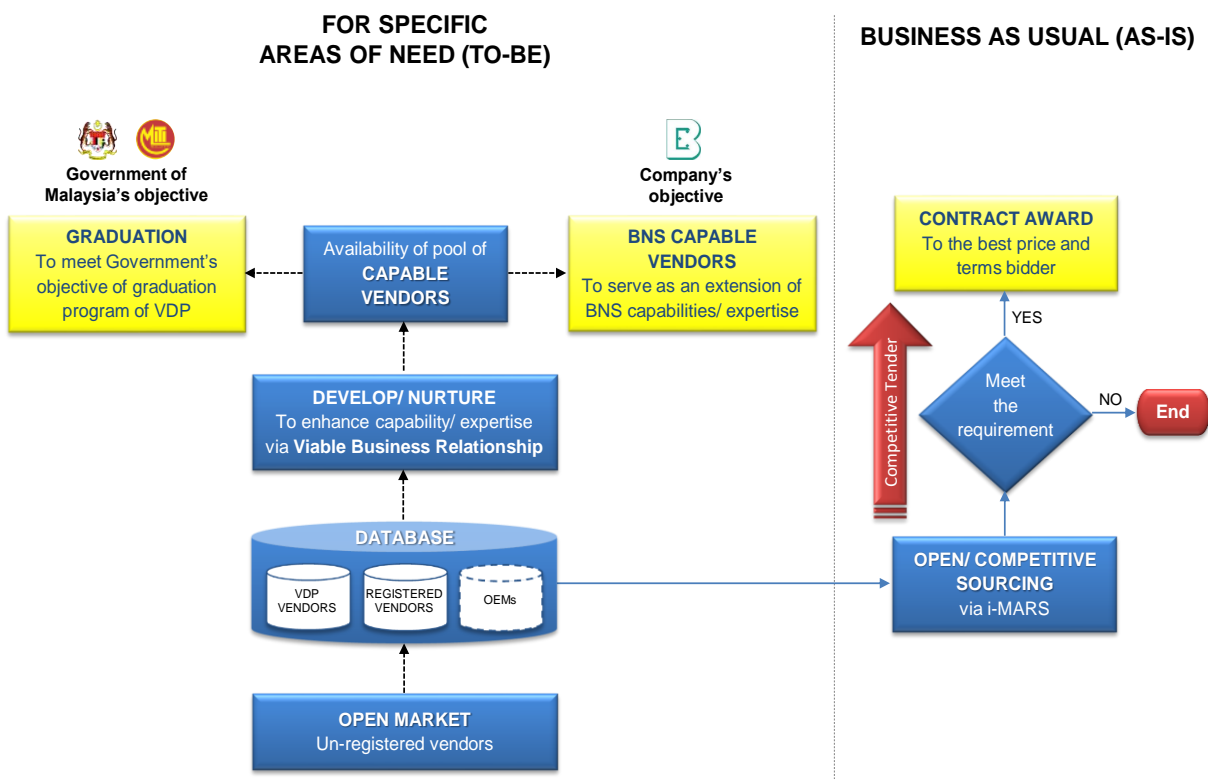 FOR SPECIFIC
AREAS OF NEED (TO-BE)
BUSINESS AS USUAL (AS-IS)
MiTi
Government of
Malaysia's objective
E
Company's
objective
GRADUATION
To meet Government's
objective of graduation
program of VDP
Availability of pool of
CAPABLE
VENDORS
BNS CAPABLE
VENDORS
To serve as an extension of
BNS capabilities/ expertise
CONTRACT AWARD
To the best price and
terms bidder
YES
Competitive Tender
Meet
the
requirement
NO
End
DEVELOP/ NURTURE
To enhance capability/ expertise
via Viable Business Relationship
DATABASE
VDP
VENDORS
REGISTERED
VENDORS
OEMs
OPEN/ COMPETITIVE
SOURCING
via i-MARS
OPEN MARKET
Un-registered vendors